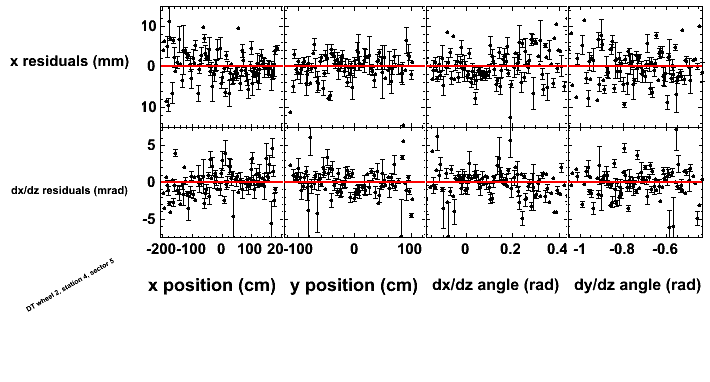 10
x residuals (mm)
0
10
5
dx/dz residuals (mrad)
0
-5
-200 -100 0 100 20 -100 0 100 0 0.2 0.4 -1 -0.8 -0.6
x position (cm) y position (cm) dx/dz angle (rad) dy/dz angle (rad)
DT wheel 2, station 4, sector 5